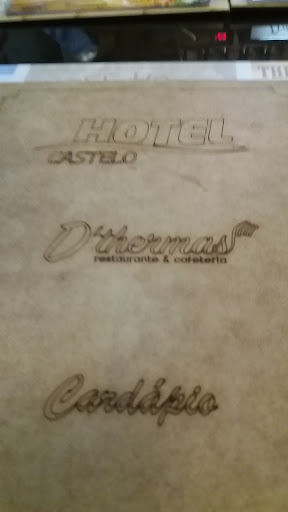 HOTEL
CASTELO
D'thermas
restaurante & cafeteria
Cardápio